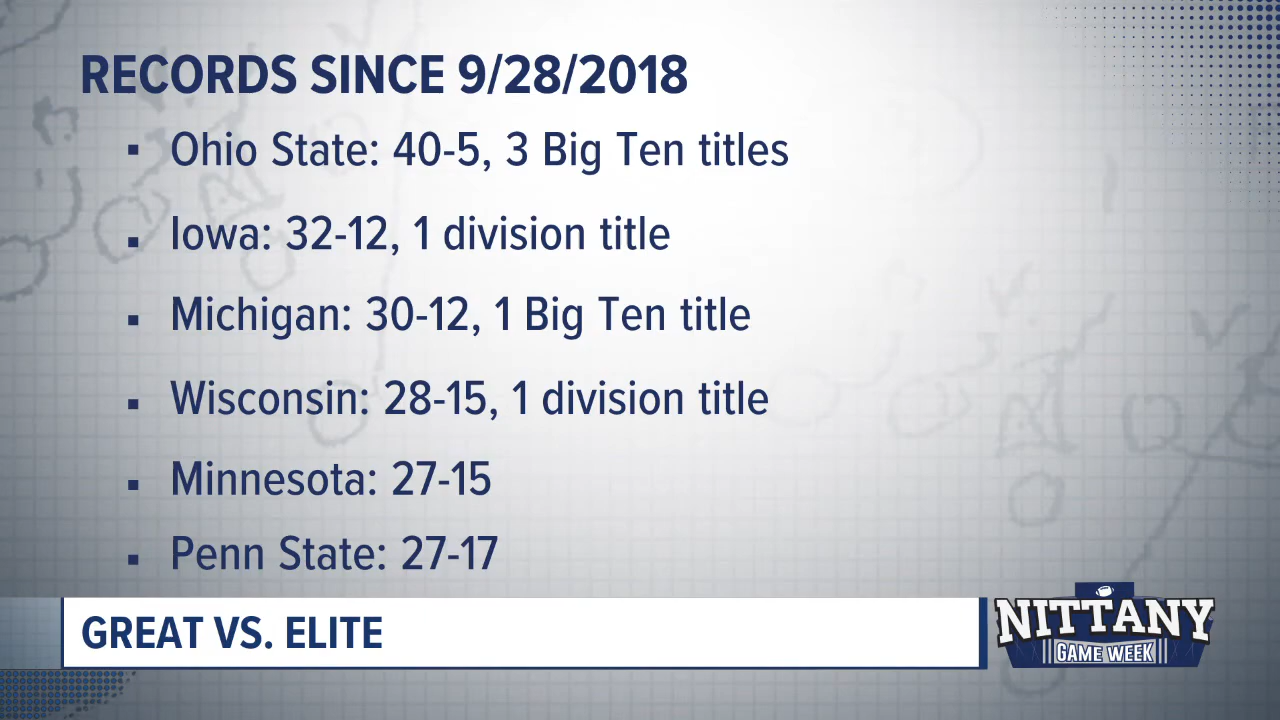 RECORDS SINCE 9/28/2018
▪ Ohio State: 40-5, 3 Big Ten titles
▪ Iowa: 32-12, 1 division title
▪ Michigan: 30-12, 1 Big Ten title
▪ Wisconsin: 28-15, 1 division title
▪ Minnesota: 27-15
▪ Penn State: 27-17
GREAT VS. ELITE
NITTANY
GAME WEEK